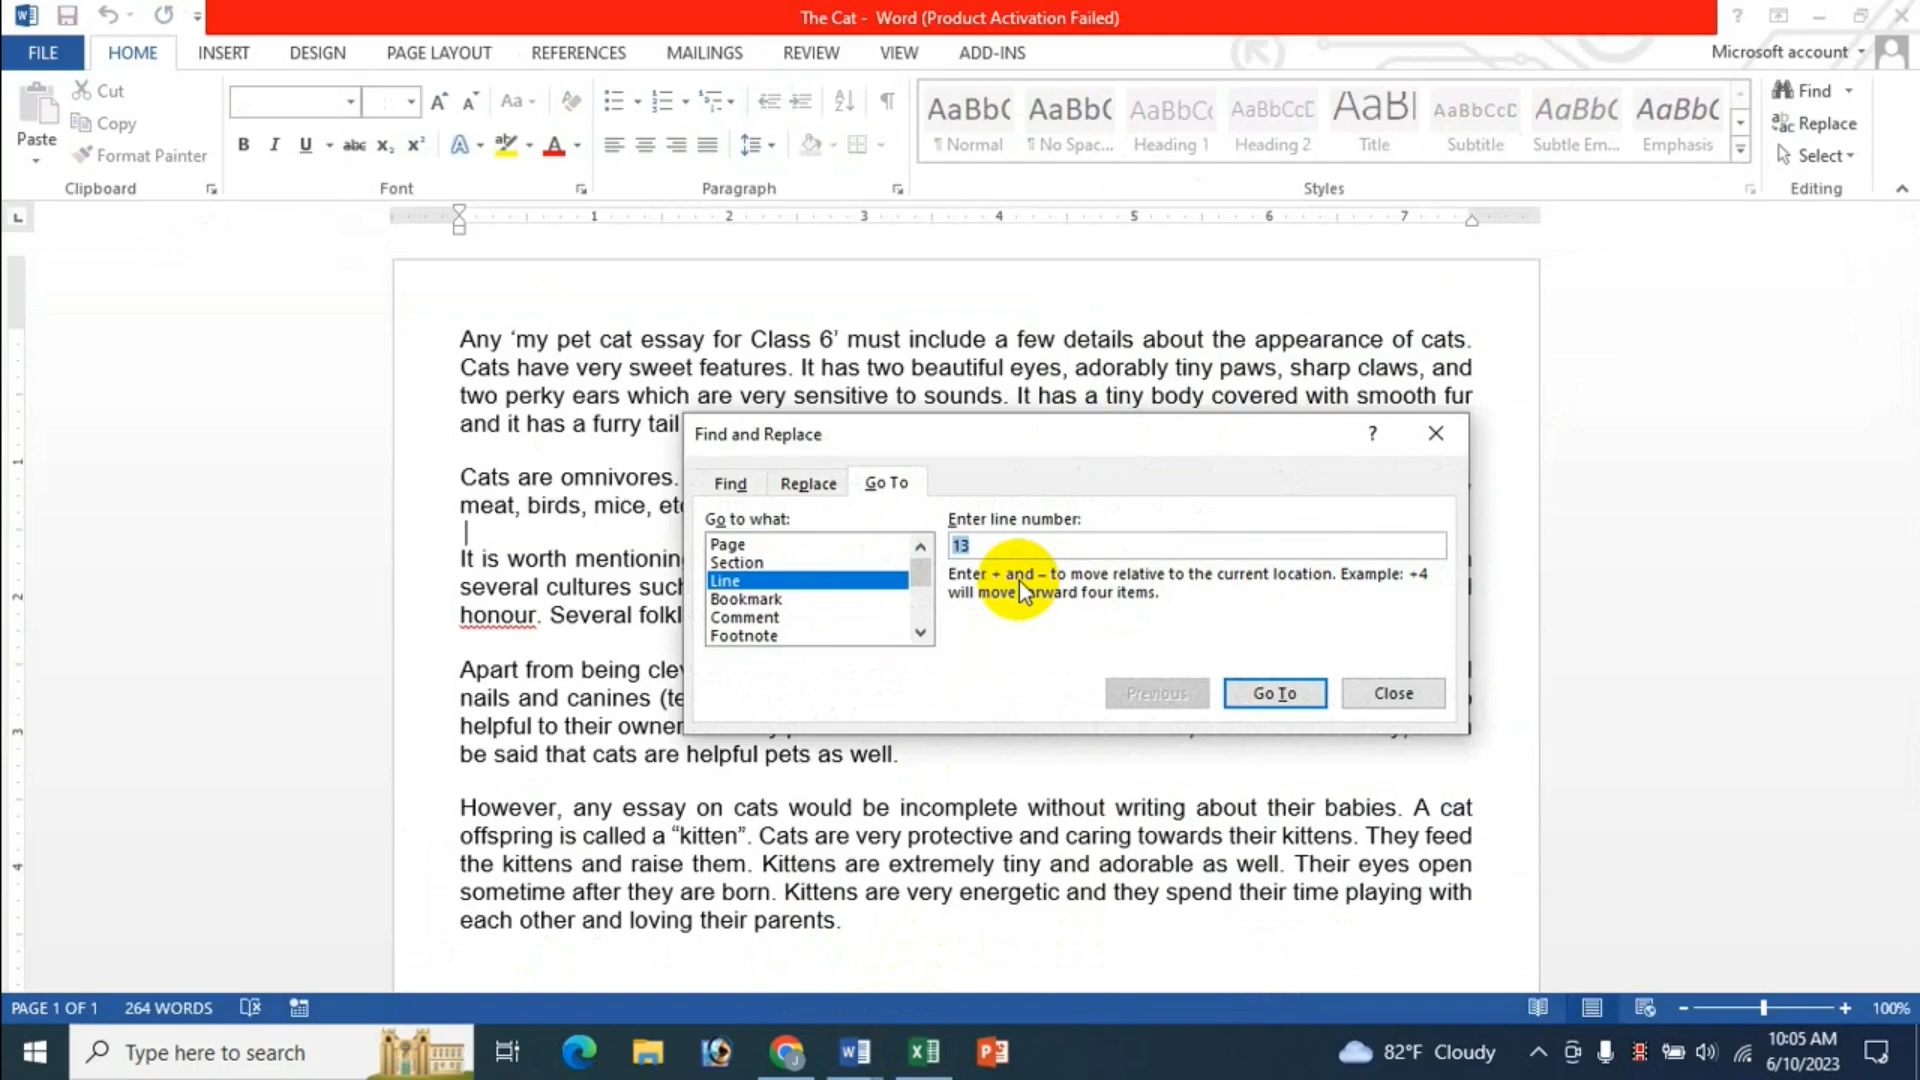 The Cat - Word (Product Activation Failed)
FILE HOME INSERT DESIGN PAGE LAYOUT REFERENCES MAILINGS REVIEW VIEW ADD-INS Microsoft account
Paste
Cut
Copy
Format Painter
Clipboard
Font
Paragraph
AaBbC AaBbC AaBbC AaBbCcD AaBl AaBbCcD AaBbC AaBbC
¶ Normal ¶ No Spac... Heading 1 Heading 2 Title Subtitle Subtle Em... Emphasis
Styles
Find
Replace
Select
Editing
1 2 3 4 5 6 7
Any ‘my pet cat essay for Class 6’ must include a few details about the appearance of cats.
Cats have very sweet features. It has two beautiful eyes, adorably tiny paws, sharp claws, and
two perky ears which are very sensitive to sounds. It has a tiny body covered with smooth fur
and it has a furry tail
Cats are omnivores.
meat, birds, mice, etc
It is worth mentioning
several cultures such
honour. Several folkl
Apart from being clev
nails and canines (te
helpful to their owner
be said that cats are helpful pets as well.
However, any essay on cats would be incomplete without writing about their babies. A cat
offspring is called a “kitten”. Cats are very protective and caring towards their kittens. They feed
the kittens and raise them. Kittens are extremely tiny and adorable as well. Their eyes open
sometime after they are born. Kittens are very energetic and they spend their time playing with
each other and loving their parents.
Find and Replace
Find Replace Go To
Go to what:
Page
Section
Line
Bookmark
Comment
Footnote
Enter line number:
13
Enter + and – to move relative to the current location. Example: +4
will move forward four items.
Previous Go To Close
PAGE 1 OF 1 264 WORDS 100%
Type here to search
82°F Cloudy
10:05 AM
6/10/2023